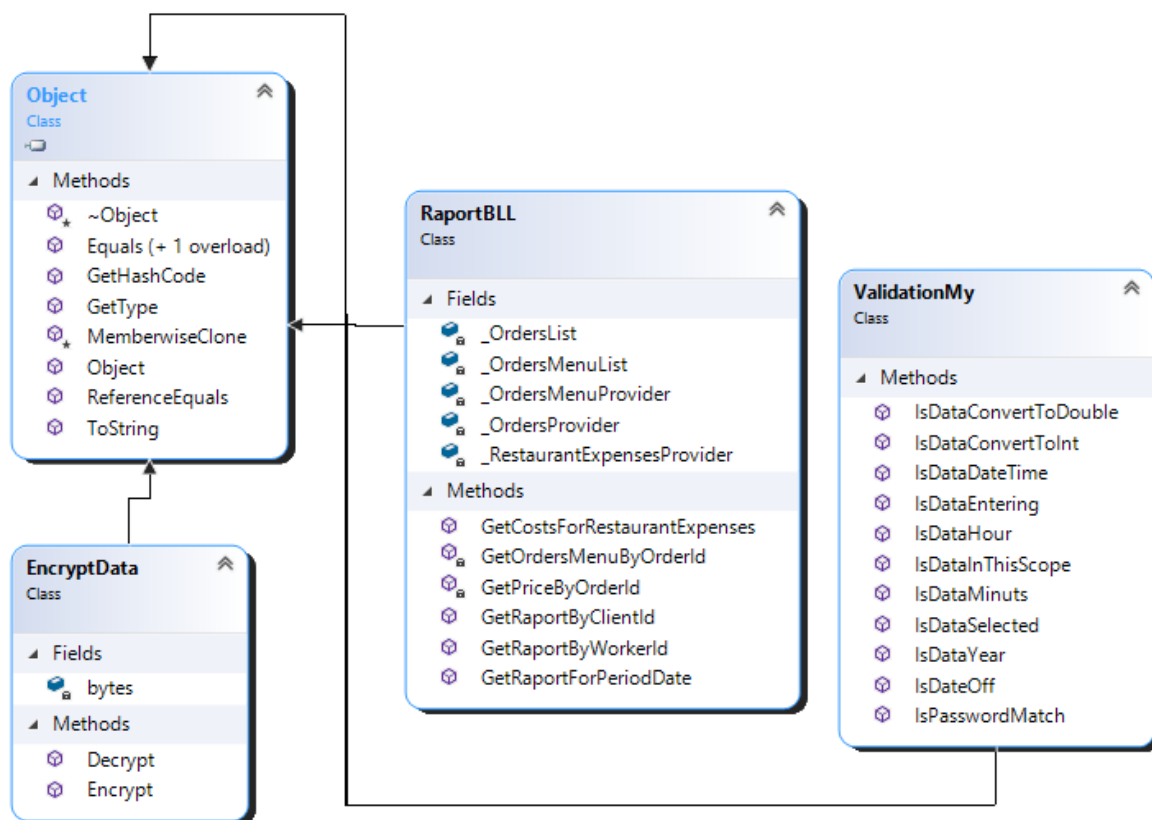 Object
Class
Methods
~Object
Equals (+ 1 overload)
GetHashCode
GetType
MemberwiseClone
Object
ReferenceEquals
ToString
EncryptData
Class
Fields
bytes
Methods
Decrypt
Encrypt
RaportBLL
Class
Fields
_OrdersList
_OrdersMenuList
_OrdersMenuProvider
_OrdersProvider
_RestaurantExpensesProvider
Methods
GetCostsForRestaurantExpenses
GetOrdersMenuByOrderId
GetPriceByOrderId
GetRaportByClientId
GetRaportByWorkerId
GetRaportForPeriodDate
ValidationMy
Class
Methods
IsDataConvertToDouble
IsDataConvertToInt
IsDataDateTime
IsDataEntering
IsDataHour
IsDataInThisScope
IsDataMinuts
IsDataSelected
IsDataYear
IsDateOff
IsPasswordMatch